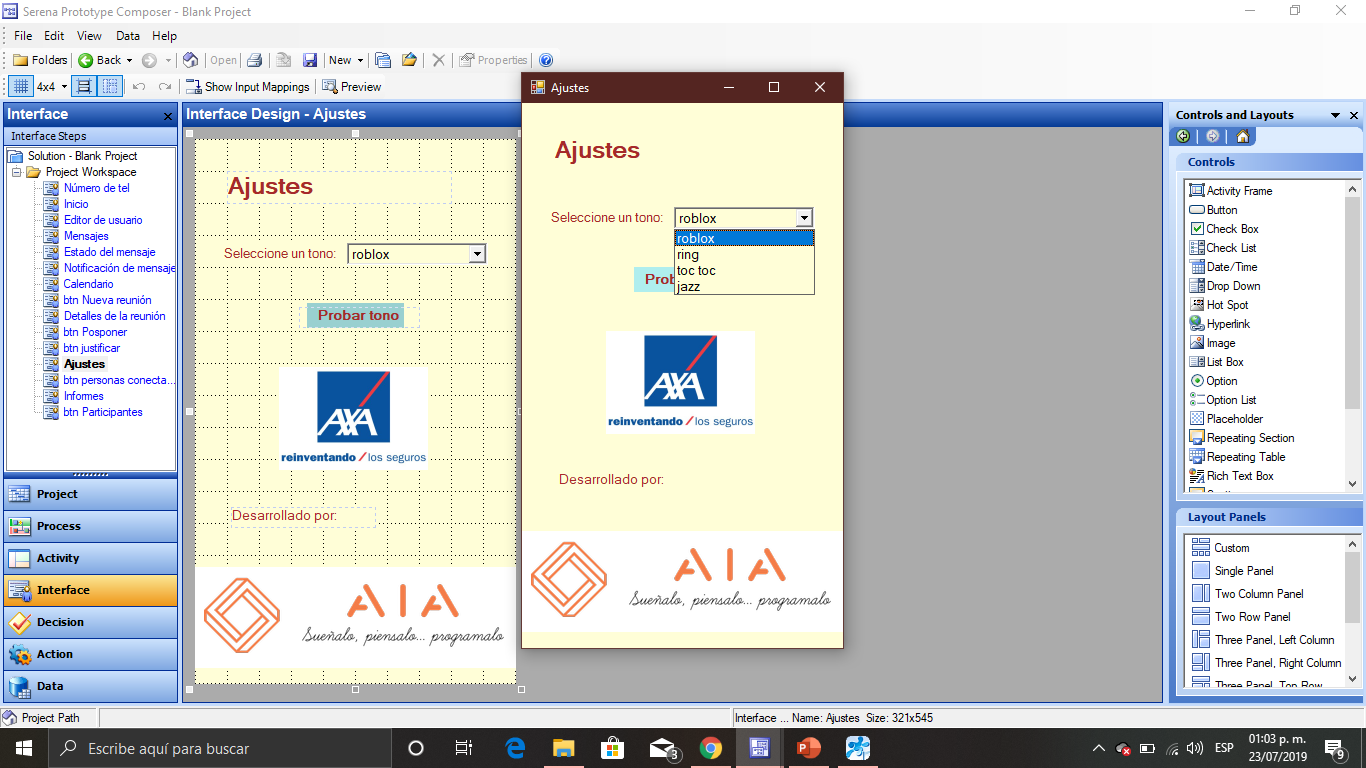 Serena Prototype Composer - Blank Project
File Edit View Data Help
Folders Back Open New Properties
4x4 Show Input Mappings Preview
Interface
Interface Steps
Solution - Blank Project
Project Workspace
Número de tel
Inicio
Editor de usuario
Mensajes
Estado del mensaje
Notificación de mensaje
Calendario
btn Nueva reunión
Detalles de la reunión
btn Posponer
btn justificar
Ajustes
btn personas conecta...
Informes
btn Participantes
Project
Process
Activity
Interface
Decision
Action
Data
Interface Design - Ajustes
Ajustes
Seleccione un tono: roblox
Probar tono
AXA
reinventando / los seguros
Desarrollado por:
AIA
Sueñalo, piensalo... programalo
Ajustes
Ajustes
Seleccione un tono: roblox
roblox
ring
toc toc
jazz
Prob
AXA
reinventando / los seguros
Desarrollado por:
AIA
Sueñalo, piensalo... programalo
Controls and Layouts
Controls
Activity Frame
Button
Check Box
Check List
Date/Time
Drop Down
Hot Spot
Hyperlink
Image
List Box
Option
Option List
Placeholder
Repeating Section
Repeating Table
Rich Text Box
Layout Panels
Custom
Single Panel
Two Column Panel
Two Row Panel
Three Panel, Left Column
Three Panel, Right Column
Three Panel, Top Row
Project Path
Interface ... Name: Ajustes Size: 321x545
Escribe aquí para buscar
3
ESP
01:03 p. m.
23/07/2019
9